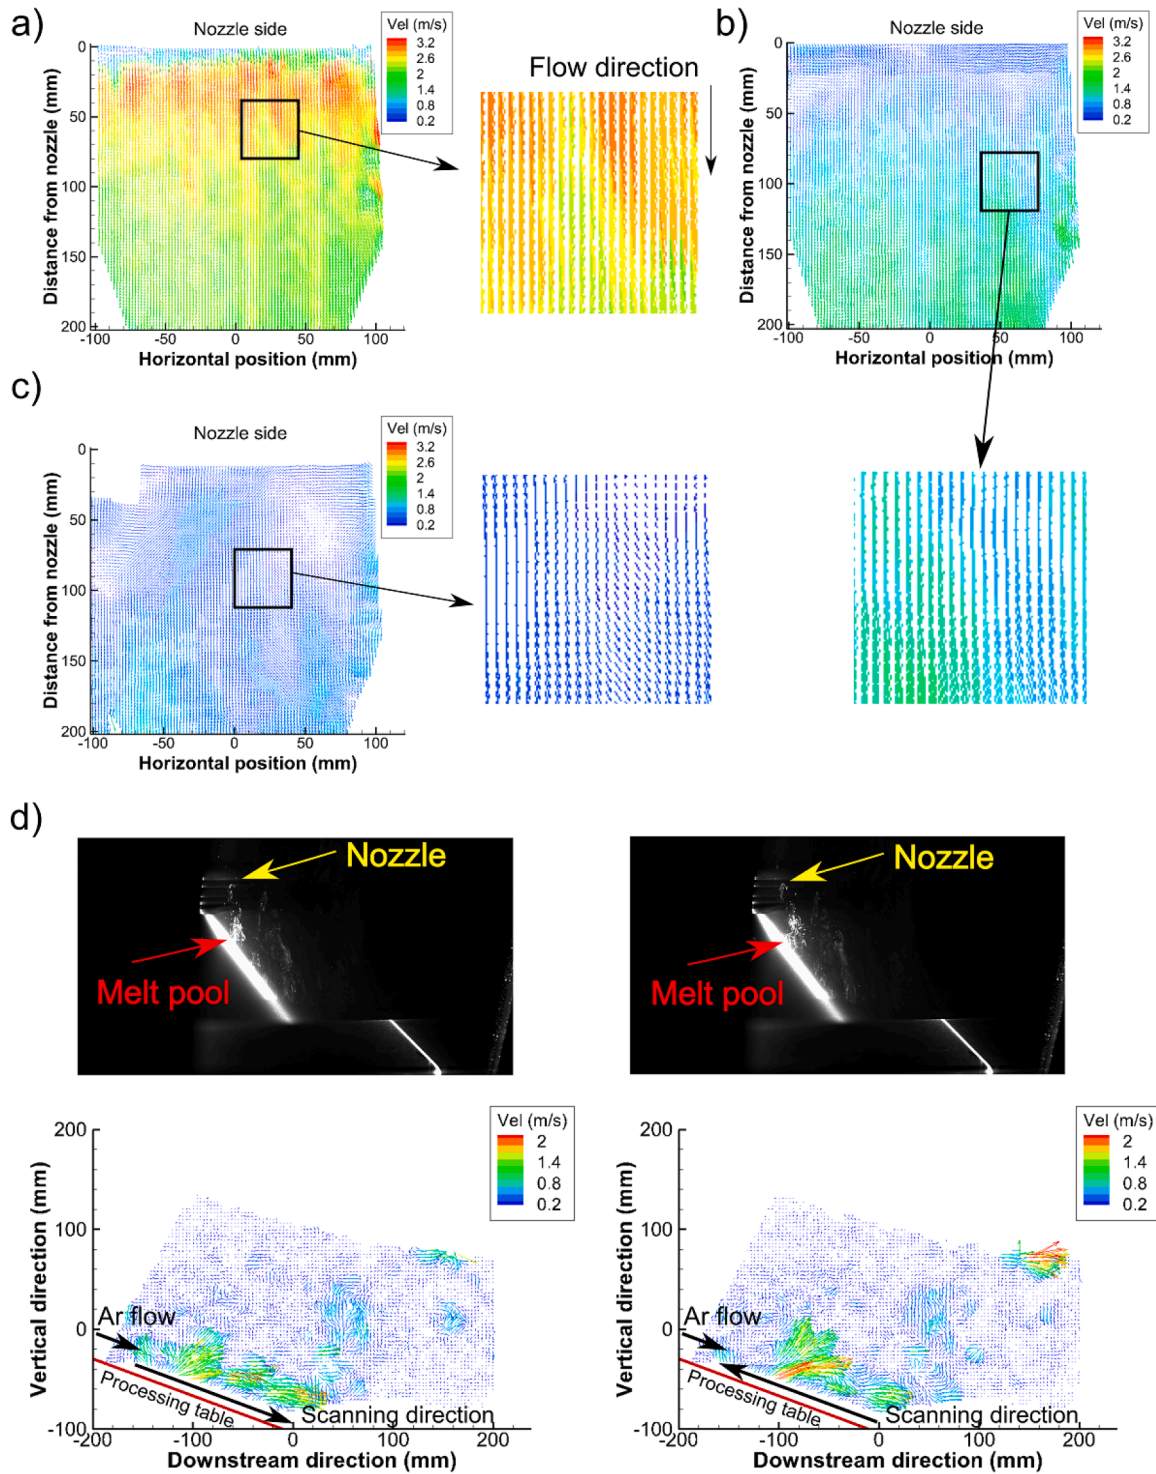 a)
Nozzle side
Vel (m/s)
3.2
2.6
2
1.4
0.8
0.2
0
50
100
150
200
Distance from nozzle (mm)
-100
-50
0
50
100
Horizontal position (mm)
Flow direction
b)
Nozzle side
Vel (m/s)
3.2
2.6
2
1.4
0.8
0.2
0
50
100
150
200
Distance from nozzle (mm)
-100
-50
0
50
100
Horizontal position (mm)
c)
Nozzle side
Vel (m/s)
3.2
2.6
2
1.4
0.8
0.2
0
50
100
150
200
Distance from nozzle (mm)
-100
-50
0
50
100
Horizontal position (mm)
d)
Nozzle
Melt pool
Nozzle
Melt pool
Vel (m/s)
2
1.4
0.8
0.2
200
100
0
-100
Vertical direction (mm)
Ar flow
Processing table
Scanning direction
-200
-100
0
100
200
Downstream direction (mm)
Vel (m/s)
2
1.4
0.8
0.2
200
100
0
-100
Vertical direction (mm)
Ar flow
Processing table
Scanning direction
-200
-100
0
100
200
Downstream direction (mm)